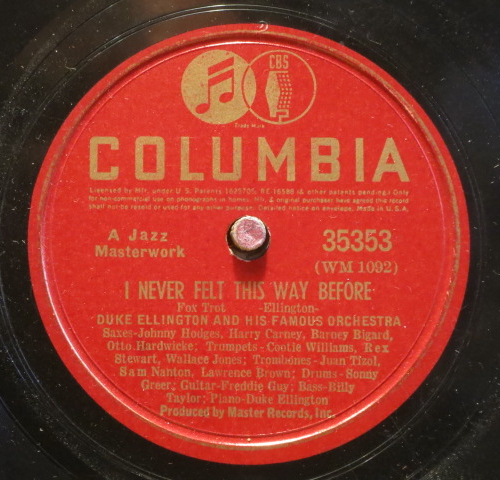 CBS
Trade Mark
COLUMBIA
Licensed by Mfr. under U.S. Patents 1637544, RE.16588 (& other patents pending) Only
for non-commercial use on phonographs in homes. Mfr. & original purchaser have agreed this record
shall not be resold or used for any other purpose. Detailed notice on envelope. Made in U.S.A.
A Jazz
Masterwork
35353
(WM 1092)
I NEVER FELT THIS WAY BEFORE
Fox Trot -Ellington-
DUKE ELLINGTON AND HIS FAMOUS ORCHESTRA
Saxes-Johnny Hodges, Harry Carney, Barney Bigard,
Otto Hardwicke; Trumpets-Cootie Williams, Rex
Stewart, Wallace Jones; Trombones-Juan Tizol,
Sam Nanton, Lawrence Brown; Drums-Sonny
Greer; Guitar-Freddie Guy; Bass-Billy
Taylor; Piano-Duke Ellington
Produced by Master Records, Inc.